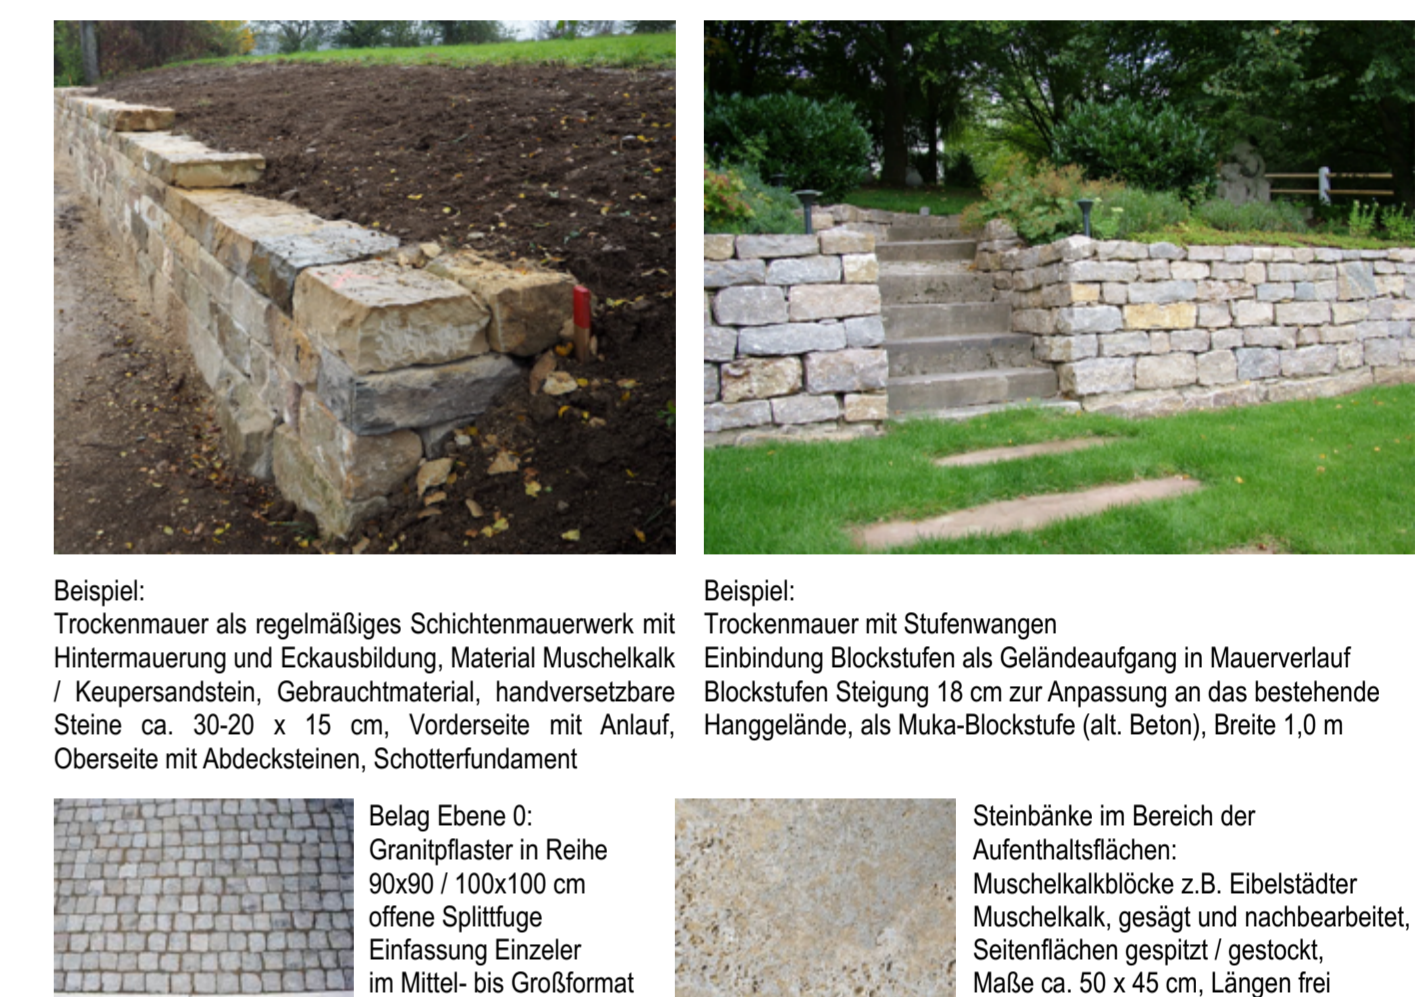 Beispiel:
Trockenmauer als regelmäßiges Schichtenmauerwerk mit
Hintermauerung und Eckausbildung, Material Muschelkalk
/ Keupersandstein, Gebrauchtmaterial, handversetzbare
Steine ca. 30-20 x 15 cm, Vorderseite mit Anlauf,
Oberseite mit Abdecksteinen, Schotterfundament
Beispiel:
Trockenmauer mit Stufenwangen
Einbindung Blockstufen als Geländeaufgang in Mauerverlauf
Blockstufen Steigung 18 cm zur Anpassung an das bestehende
Hanggelände, als Muka-Blockstufe (alt. Beton), Breite 1,0 m
Belag Ebene 0:
Granitpflaster in Reihe
90x90 / 100x100 cm
offene Splittfuge
Einfassung Einzeler
im Mittel- bis Großformat
Steinbänke im Bereich der
Aufenthaltsflächen:
Muschelkalkblöcke z.B. Eibelstädter
Muschelkalk, gesägt und nachbearbeitet,
Seitenflächen gespitzt / gestockt,
Maße ca. 50 x 45 cm, Längen frei